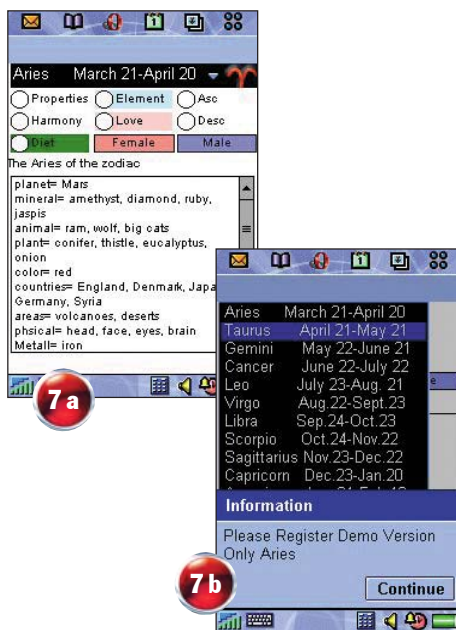 Aries March 21-April 20
Properties Element Asc
Harmony Love Desc
Diet Female Male
The Aries of the zodiac
planet= Mars
mineral= amethyst, diamond, ruby,
jaspis
animal= ram, wolf, big cats
plant= conifer, thistle, eucalyptus,
onion
color= red
countries= England, Denmark, Japa
Germany, Syria
areas= volcanoes, deserts
phsical= head, face, eyes, brain
Metall= iron
7a
1
Aries March 21-April 20
Taurus April 21-May 21
Gemini May 22-June 21
Cancer June 22-July 22
Leo July 23-Aug. 21
Virgo Aug.22-Sept.23
Libra Sep.24-Oct.23
Scorpio Oct.24-Nov.22
Sagittarius Nov.23-Dec.22
Capricorn Dec.23-Jan.20
Information
Please Register Demo Version
Only Aries
Continue
7b